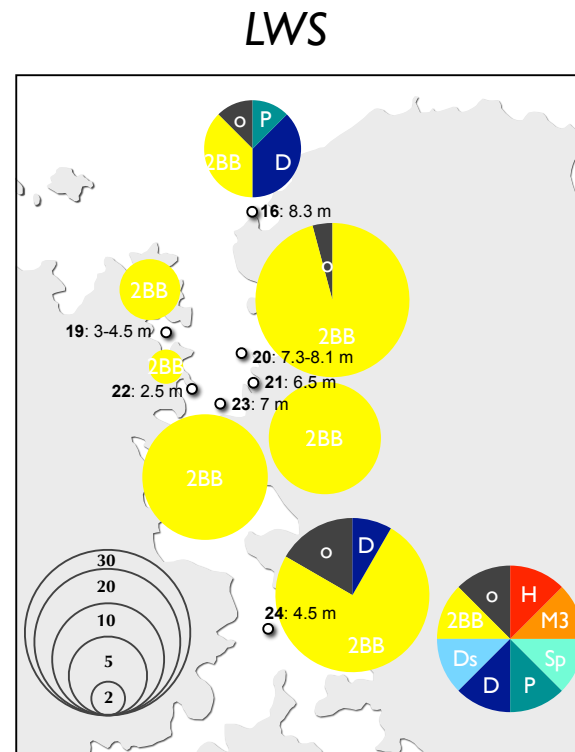 LWS
o
P
2BB
D
16: 8.3 m
o
2BB
2BB
19: 3-4.5 m
20: 7.3-8.1 m
2BB
21: 6.5 m
22: 2.5 m
23: 7 m
2BB
2BB
o
D
24: 4.5 m
2BB
30
20
10
5
2
o
H
2BB
M3
Ds
Sp
D
P